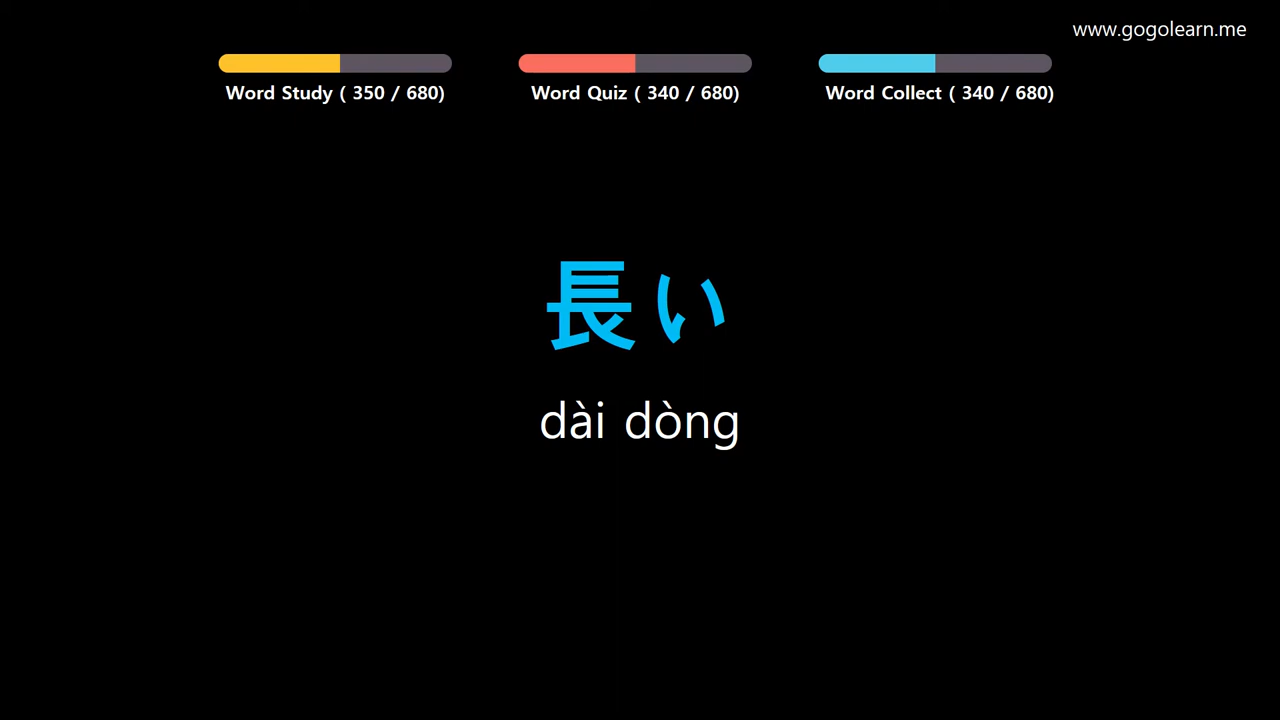 www.gogolearn.me
Word Study ( 350 / 680)
Word Quiz ( 340 / 680)
Word Collect ( 340 / 680)
長い
dài dòng